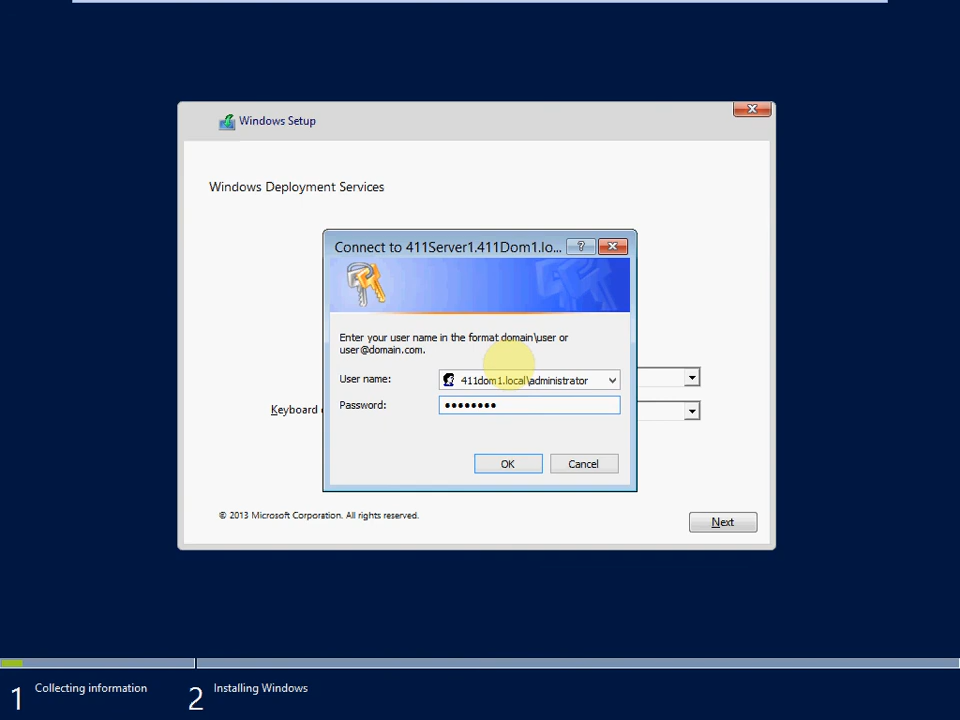 Windows Setup
Windows Deployment Services
Connect to 411Server1.411Dom1.lo...
Enter your user name in the format domain\user or
user@domain.com.
User name: 411dom1.local\administrator
Password: ●●●●●●●●
Keyboard
OK Cancel
© 2013 Microsoft Corporation. All rights reserved.
Next
1 Collecting information 2 Installing Windows